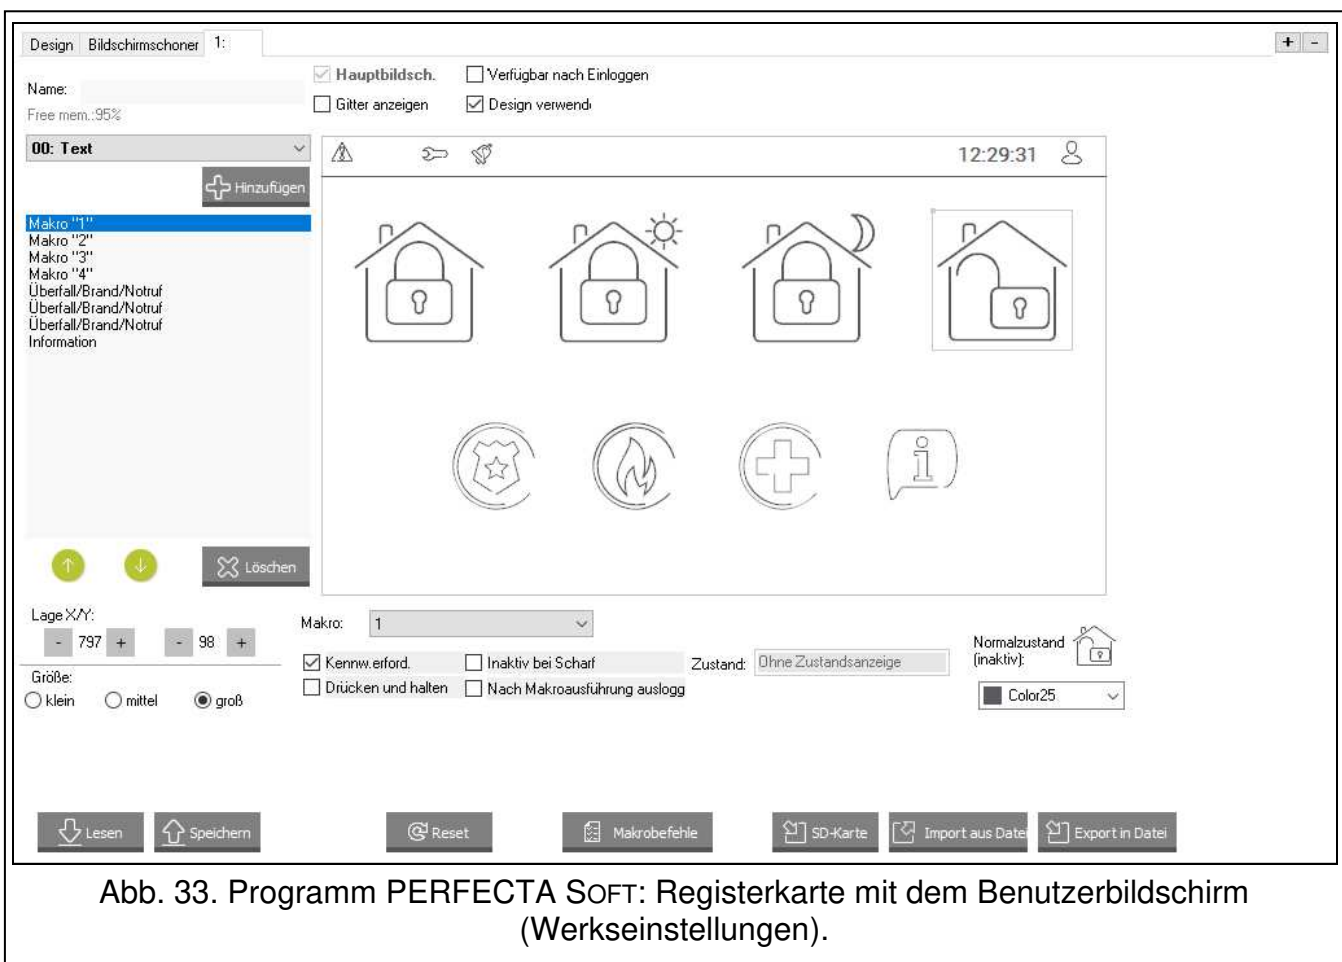 Design Bildschirmschoner 1:
+ -
Name:
Free mem.:95%
Hauptbildsch.
Verfügbar nach Einloggen
Gitter anzeigen
Design verwend
00: Text
Hinzufügen
Makro "1"
Makro "2"
Makro "3"
Makro "4"
Überfall/Brand/Notruf
Überfall/Brand/Notruf
Überfall/Brand/Notruf
Information
12:29:31
Löschen
Lage X/Y:
- 797 + - 98 +
Größe:
klein mittel groß
Makro: 1
Kennw.erford.
Inaktiv bei Scharf
Drücken und halten
Nach Makroausführung auslogg
Zustand: Ohne Zustandsanzeige
Normalzustand
(inaktiv):
Color25
Lesen Speichern Reset Makrobefehle SD-Karte Import aus Datei Export in Datei
Abb. 33. Programm PERFECTA SOFT: Registerkarte mit dem Benutzerbildschirm
(Werkseinstellungen).